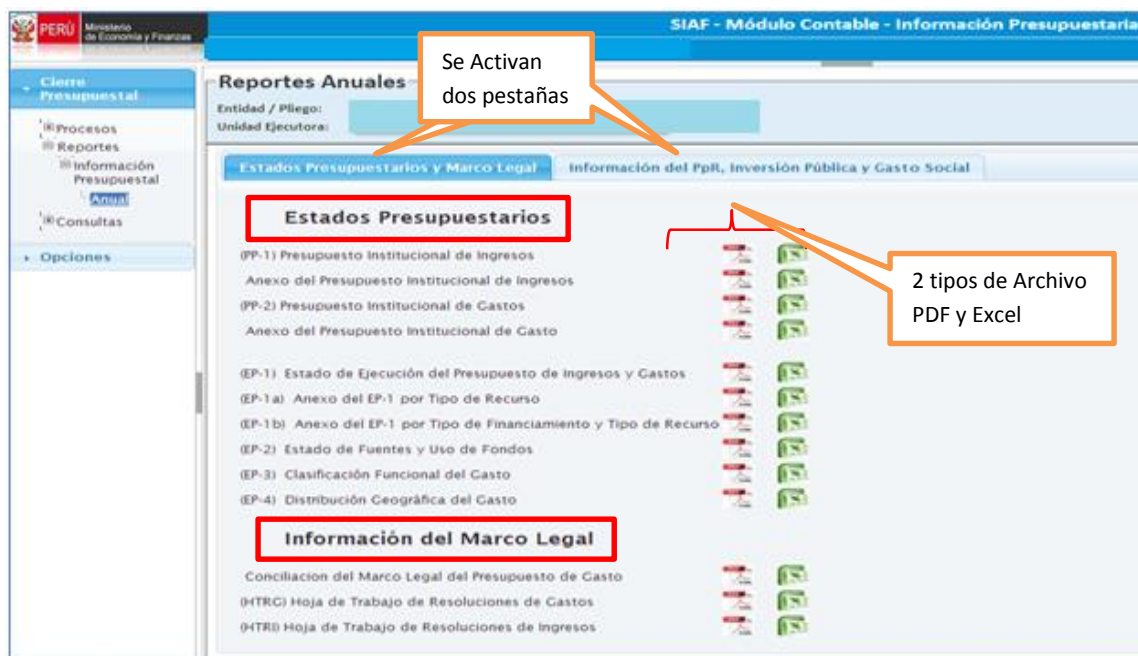 PERÚ
Ministerio
de Economía y Finanzas
SIAF - Módulo Contable - Información Presupuestaria
Se Activan
dos pestañas
Cierre
Presupuestal
Procesos
Reportes
Información
Presupuestal
Anual
Consultas
Opciones
Reportes Anuales
Entidad / Pliego:
Unidad Ejecutora:
Estados Presupuestarios y Marco Legal
Información del PpR, Inversión Pública y Gasto Social
Estados Presupuestarios
(PP-1) Presupuesto Institucional de Ingresos
Anexo del Presupuesto Institucional de Ingresos
(PP-2) Presupuesto Institucional de Gastos
Anexo del Presupuesto Institucional de Gasto
2 tipos de Archivo
PDF y Excel
(EP-1) Estado de Ejecución del Presupuesto de Ingresos y Gastos
(EP-1a) Anexo del EP-1 por Tipo de Recurso
(EP-1b) Anexo del EP-1 por Tipo de Financiamiento y Tipo de Recurso
(EP-2) Estado de Fuentes y Uso de Fondos
(EP-3) Clasificación Funcional del Gasto
(EP-4) Distribución Geográfica del Gasto
Información del Marco Legal
Conciliacion del Marco Legal del Presupuesto de Gasto
(HTRG) Hoja de Trabajo de Resoluciones de Gastos
(HTRI) Hoja de Trabajo de Resoluciones de Ingresos